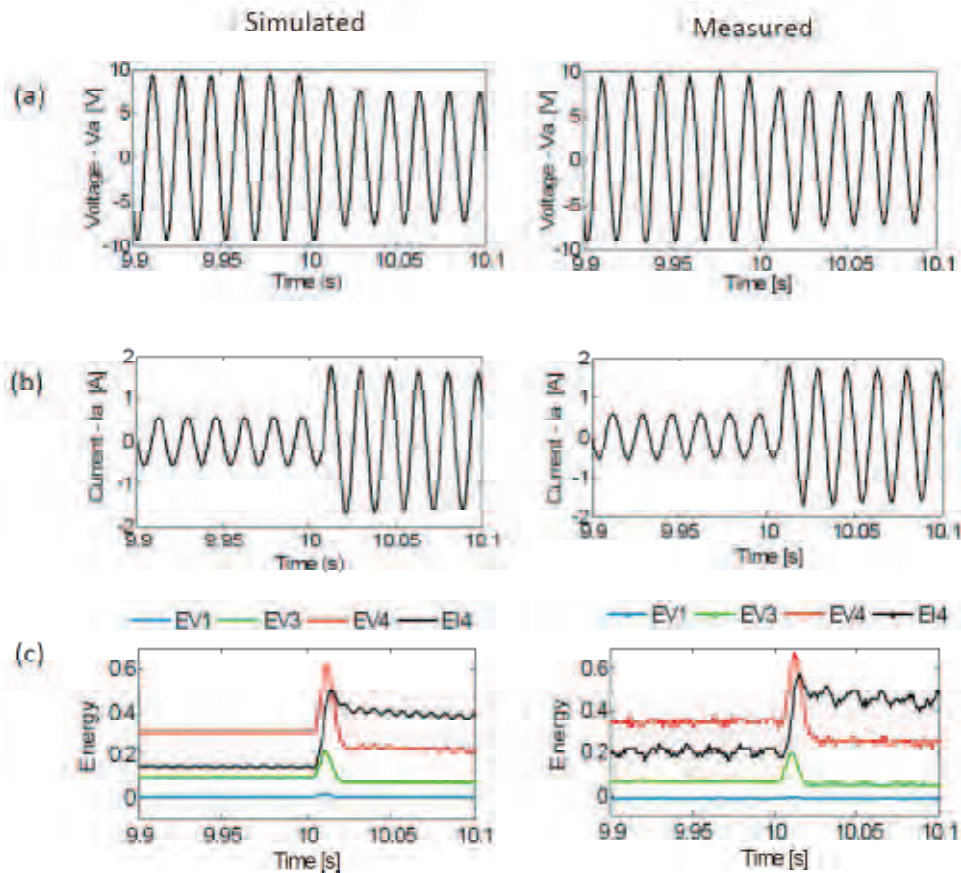 Simulated
Measured
(a)
Voltage - Va [V]
10
5
0
-5
-10
9.9 9.95 10 10.05 10.1
Time (s)
Voltage - Va [V]
10
5
0
-5
-10
9.9 9.95 10 10.05 10.1
Time [s]
(b)
Current - Ia [A]
2
1
0
-1
-2
9.9 9.95 10 10.05 10.1
Time (s)
Current - Ia [A]
2
1
0
-1
-2
9.9 9.95 10 10.05 10.1
Time [s]
(c)
EV1 EV3 EV4 EI4
Energy
0.6
0.4
0.2
0
9.9 9.95 10 10.05 10.1
Time [s]
EV1 EV3 EV4 EI4
Energy
0.6
0.4
0.2
0
9.9 9.95 10 10.05 10.1
Time [s]